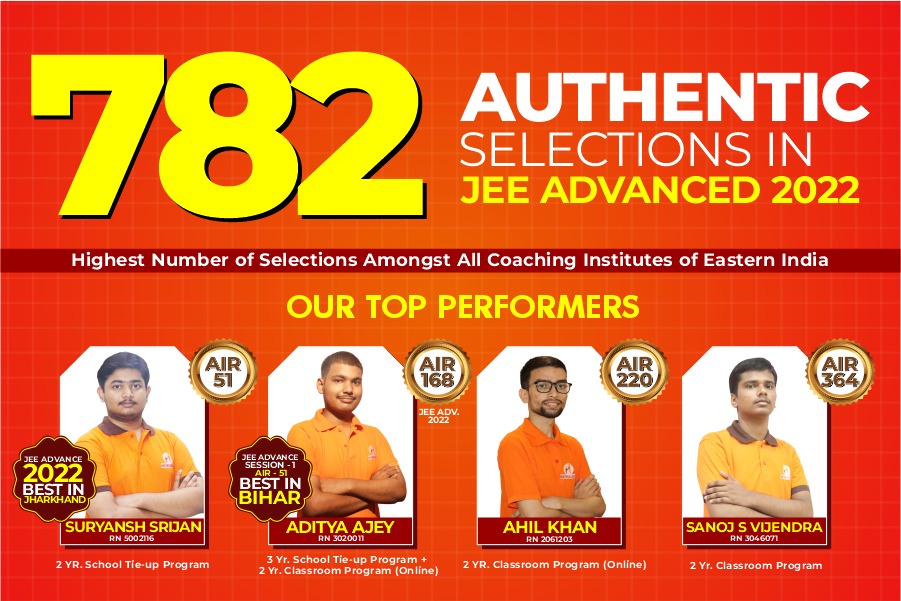 782
AUTHENTIC
SELECTIONS IN
JEE ADVANCED 2022
Highest Number of Selections Amongst All Coaching Institutes of Eastern India
OUR TOP PERFORMERS
AIR
51
JEE ADVANCE
2022
BEST IN
JHARKHAND
SURYANSH SRIJAN
RN 5002116
2 YR. School Tie-up Program
AIR
168
JEE ADV.
2022
JEE ADVANCE
SESSION - 1
AIR - 51
BEST IN
BIHAR
ADITYA AJEY
RN 3020011
3 Yr. School Tie-up Program +
2 Yr. Classroom Program (Online)
AIR
220
AHIL KHAN
RN 2061203
2 YR. Classroom Program (Online)
AIR
364
SANOJ S VIJENDRA
RN 3046071
2 Yr. Classroom Program